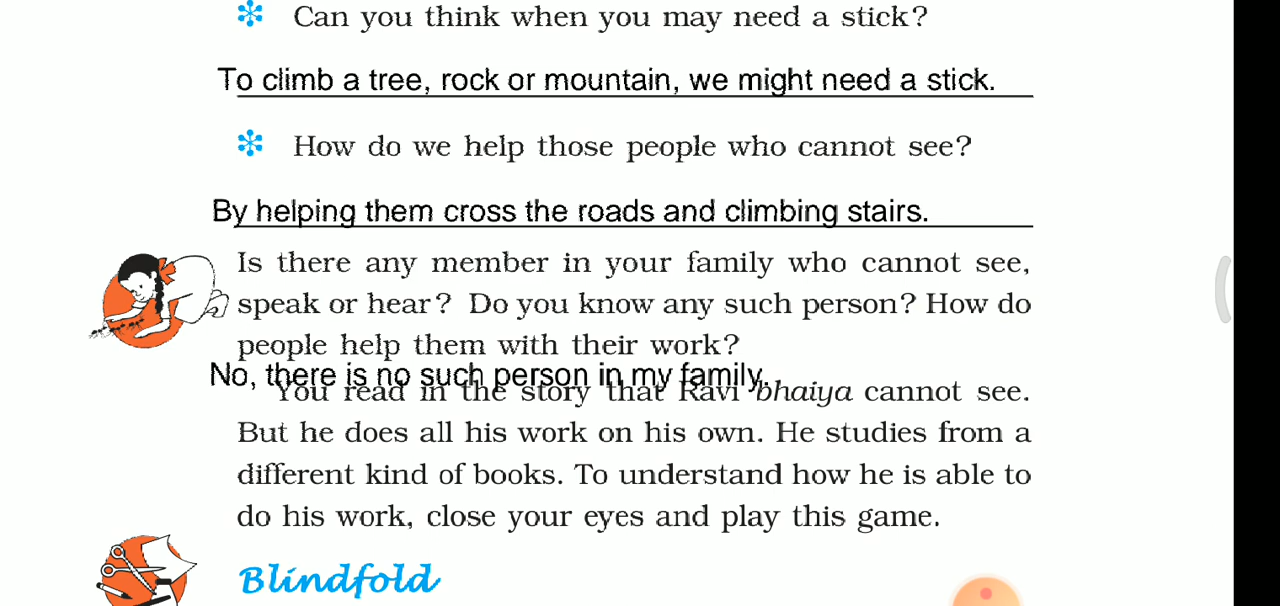 ✻ Can you think when you may need a stick?
To climb a tree, rock or mountain, we might need a stick.
✻ How do we help those people who cannot see?
By helping them cross the roads and climbing stairs.
Is there any member in your family who cannot see,
speak or hear? Do you know any such person? How do
people help them with their work?
No, there is no such person in my family.
You read in the story that Ravi bhaiya cannot see.
But he does all his work on his own. He studies from a
different kind of books. To understand how he is able to
do his work, close your eyes and play this game.
Blindfold